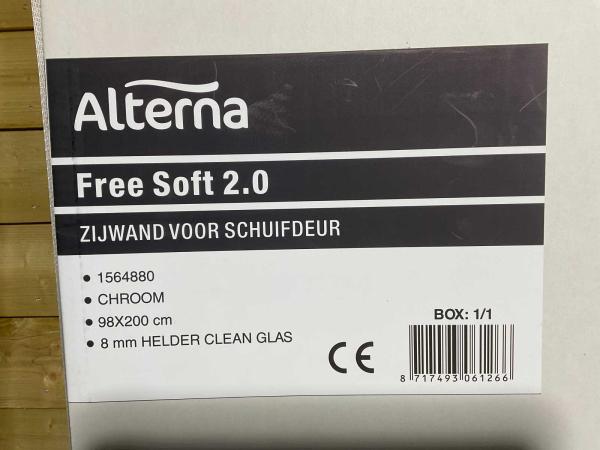 Alterna
Free Soft 2.0
ZIJWAND VOOR SCHUIFDEUR
• 1564880
• CHROOM
• 98X200 cm
• 8 mm HELDER CLEAN GLAS
CE
BOX: 1/1
8 717493 061266